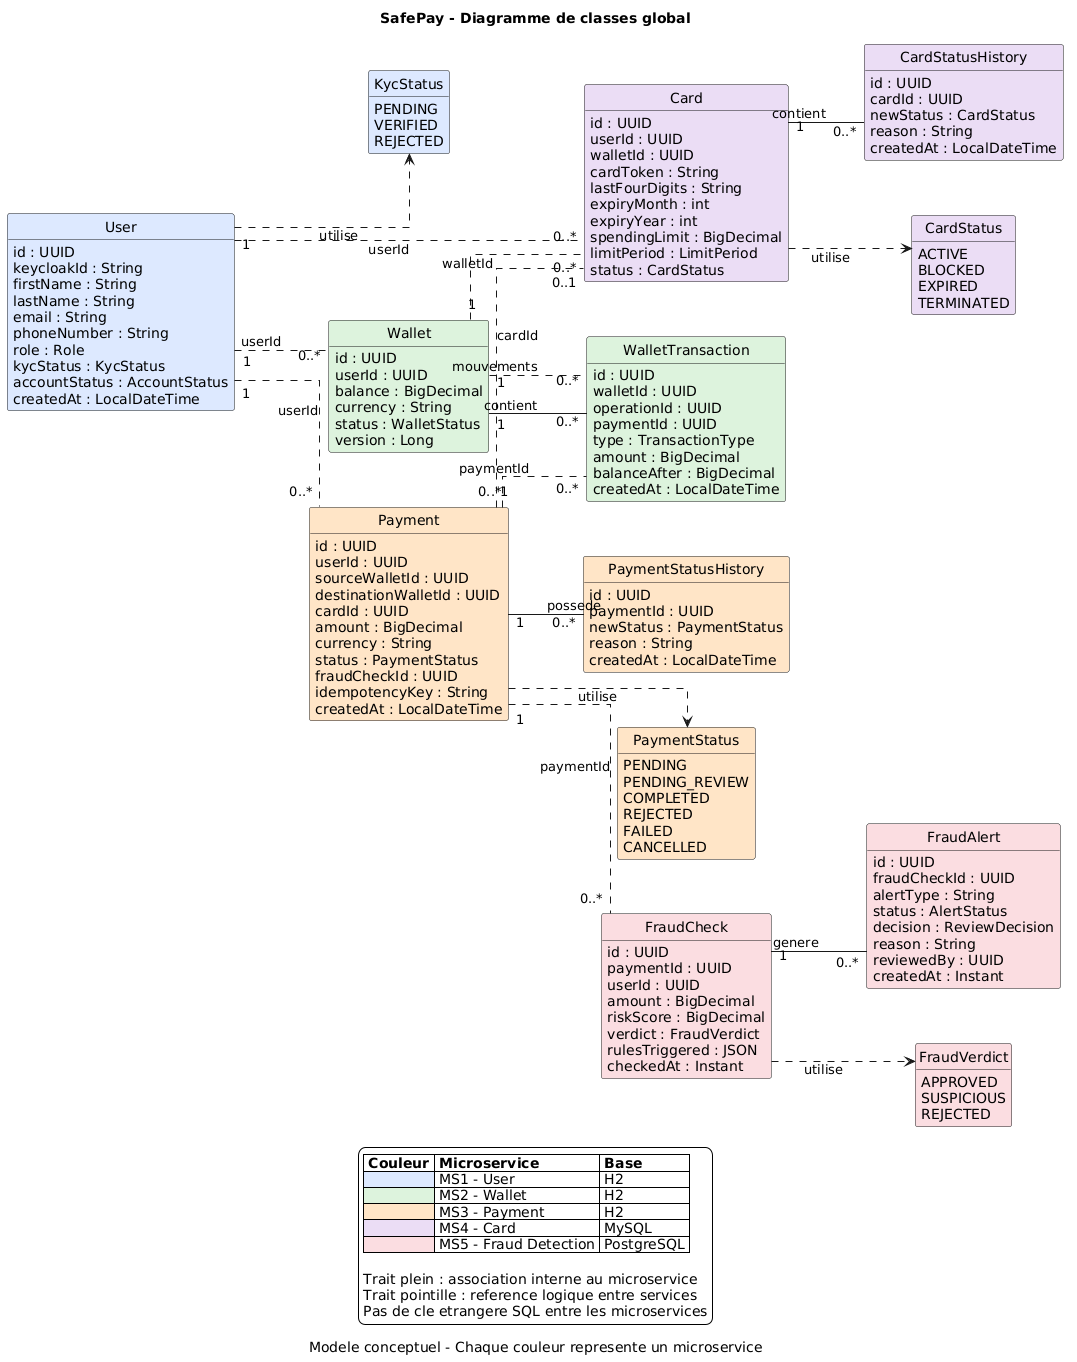 SafePay - Diagramme de classes global
KycStatus
PENDING
VERIFIED
REJECTED
Card
id : UUID
userId : UUID
walletId : UUID
cardToken : String
lastFourDigits : String
expiryMonth : int
expiryYear : int
spendingLimit : BigDecimal
limitPeriod : LimitPeriod
status : CardStatus
contient
1
0..*
CardStatusHistory
id : UUID
cardId : UUID
newStatus : CardStatus
reason : String
createdAt : LocalDateTime
User
id : UUID
keycloakId : String
firstName : String
lastName : String
email : String
phoneNumber : String
role : Role
kycStatus : KycStatus
accountStatus : AccountStatus
createdAt : LocalDateTime
utilise
1
userId
0..*
walletId
0..*
0..1
1
cardId
utilise
CardStatus
ACTIVE
BLOCKED
EXPIRED
TERMINATED
userId
1
0..*
1
userId
0..*
Wallet
id : UUID
userId : UUID
balance : BigDecimal
currency : String
status : WalletStatus
version : Long
mouvements
1
0..*
contient
1
0..*
paymentId
0..*
1
0..*
WalletTransaction
id : UUID
walletId : UUID
operationId : UUID
paymentId : UUID
type : TransactionType
amount : BigDecimal
balanceAfter : BigDecimal
createdAt : LocalDateTime
Payment
id : UUID
userId : UUID
sourceWalletId : UUID
destinationWalletId : UUID
cardId : UUID
amount : BigDecimal
currency : String
status : PaymentStatus
fraudCheckId : UUID
idempotencyKey : String
createdAt : LocalDateTime
possede
1
0..*
PaymentStatusHistory
id : UUID
paymentId : UUID
newStatus : PaymentStatus
reason : String
createdAt : LocalDateTime
utilise
1
paymentId
0..*
PaymentStatus
PENDING
PENDING_REVIEW
COMPLETED
REJECTED
FAILED
CANCELLED
FraudCheck
id : UUID
paymentId : UUID
userId : UUID
amount : BigDecimal
riskScore : BigDecimal
verdict : FraudVerdict
rulesTriggered : JSON
checkedAt : Instant
genere
1
0..*
FraudAlert
id : UUID
fraudCheckId : UUID
alertType : String
status : AlertStatus
decision : ReviewDecision
reason : String
reviewedBy : UUID
createdAt : Instant
utilise
FraudVerdict
APPROVED
SUSPICIOUS
REJECTED
Couleur Microservice Base
MS1 - User H2
MS2 - Wallet H2
MS3 - Payment H2
MS4 - Card MySQL
MS5 - Fraud Detection PostgreSQL
Trait plein : association interne au microservice
Trait pointille : reference logique entre services
Pas de cle etrangere SQL entre les microservices
Modele conceptuel - Chaque couleur represente un microservice